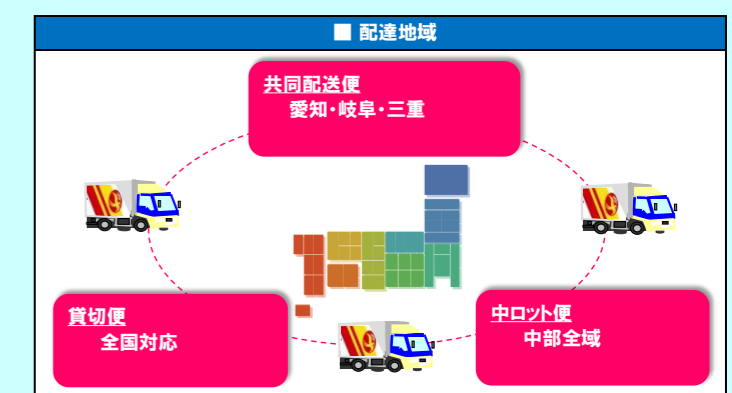 ■ 配達地域
共同配送便
愛知・岐阜・三重
貸切便
全国対応
中ロット便
中部全域